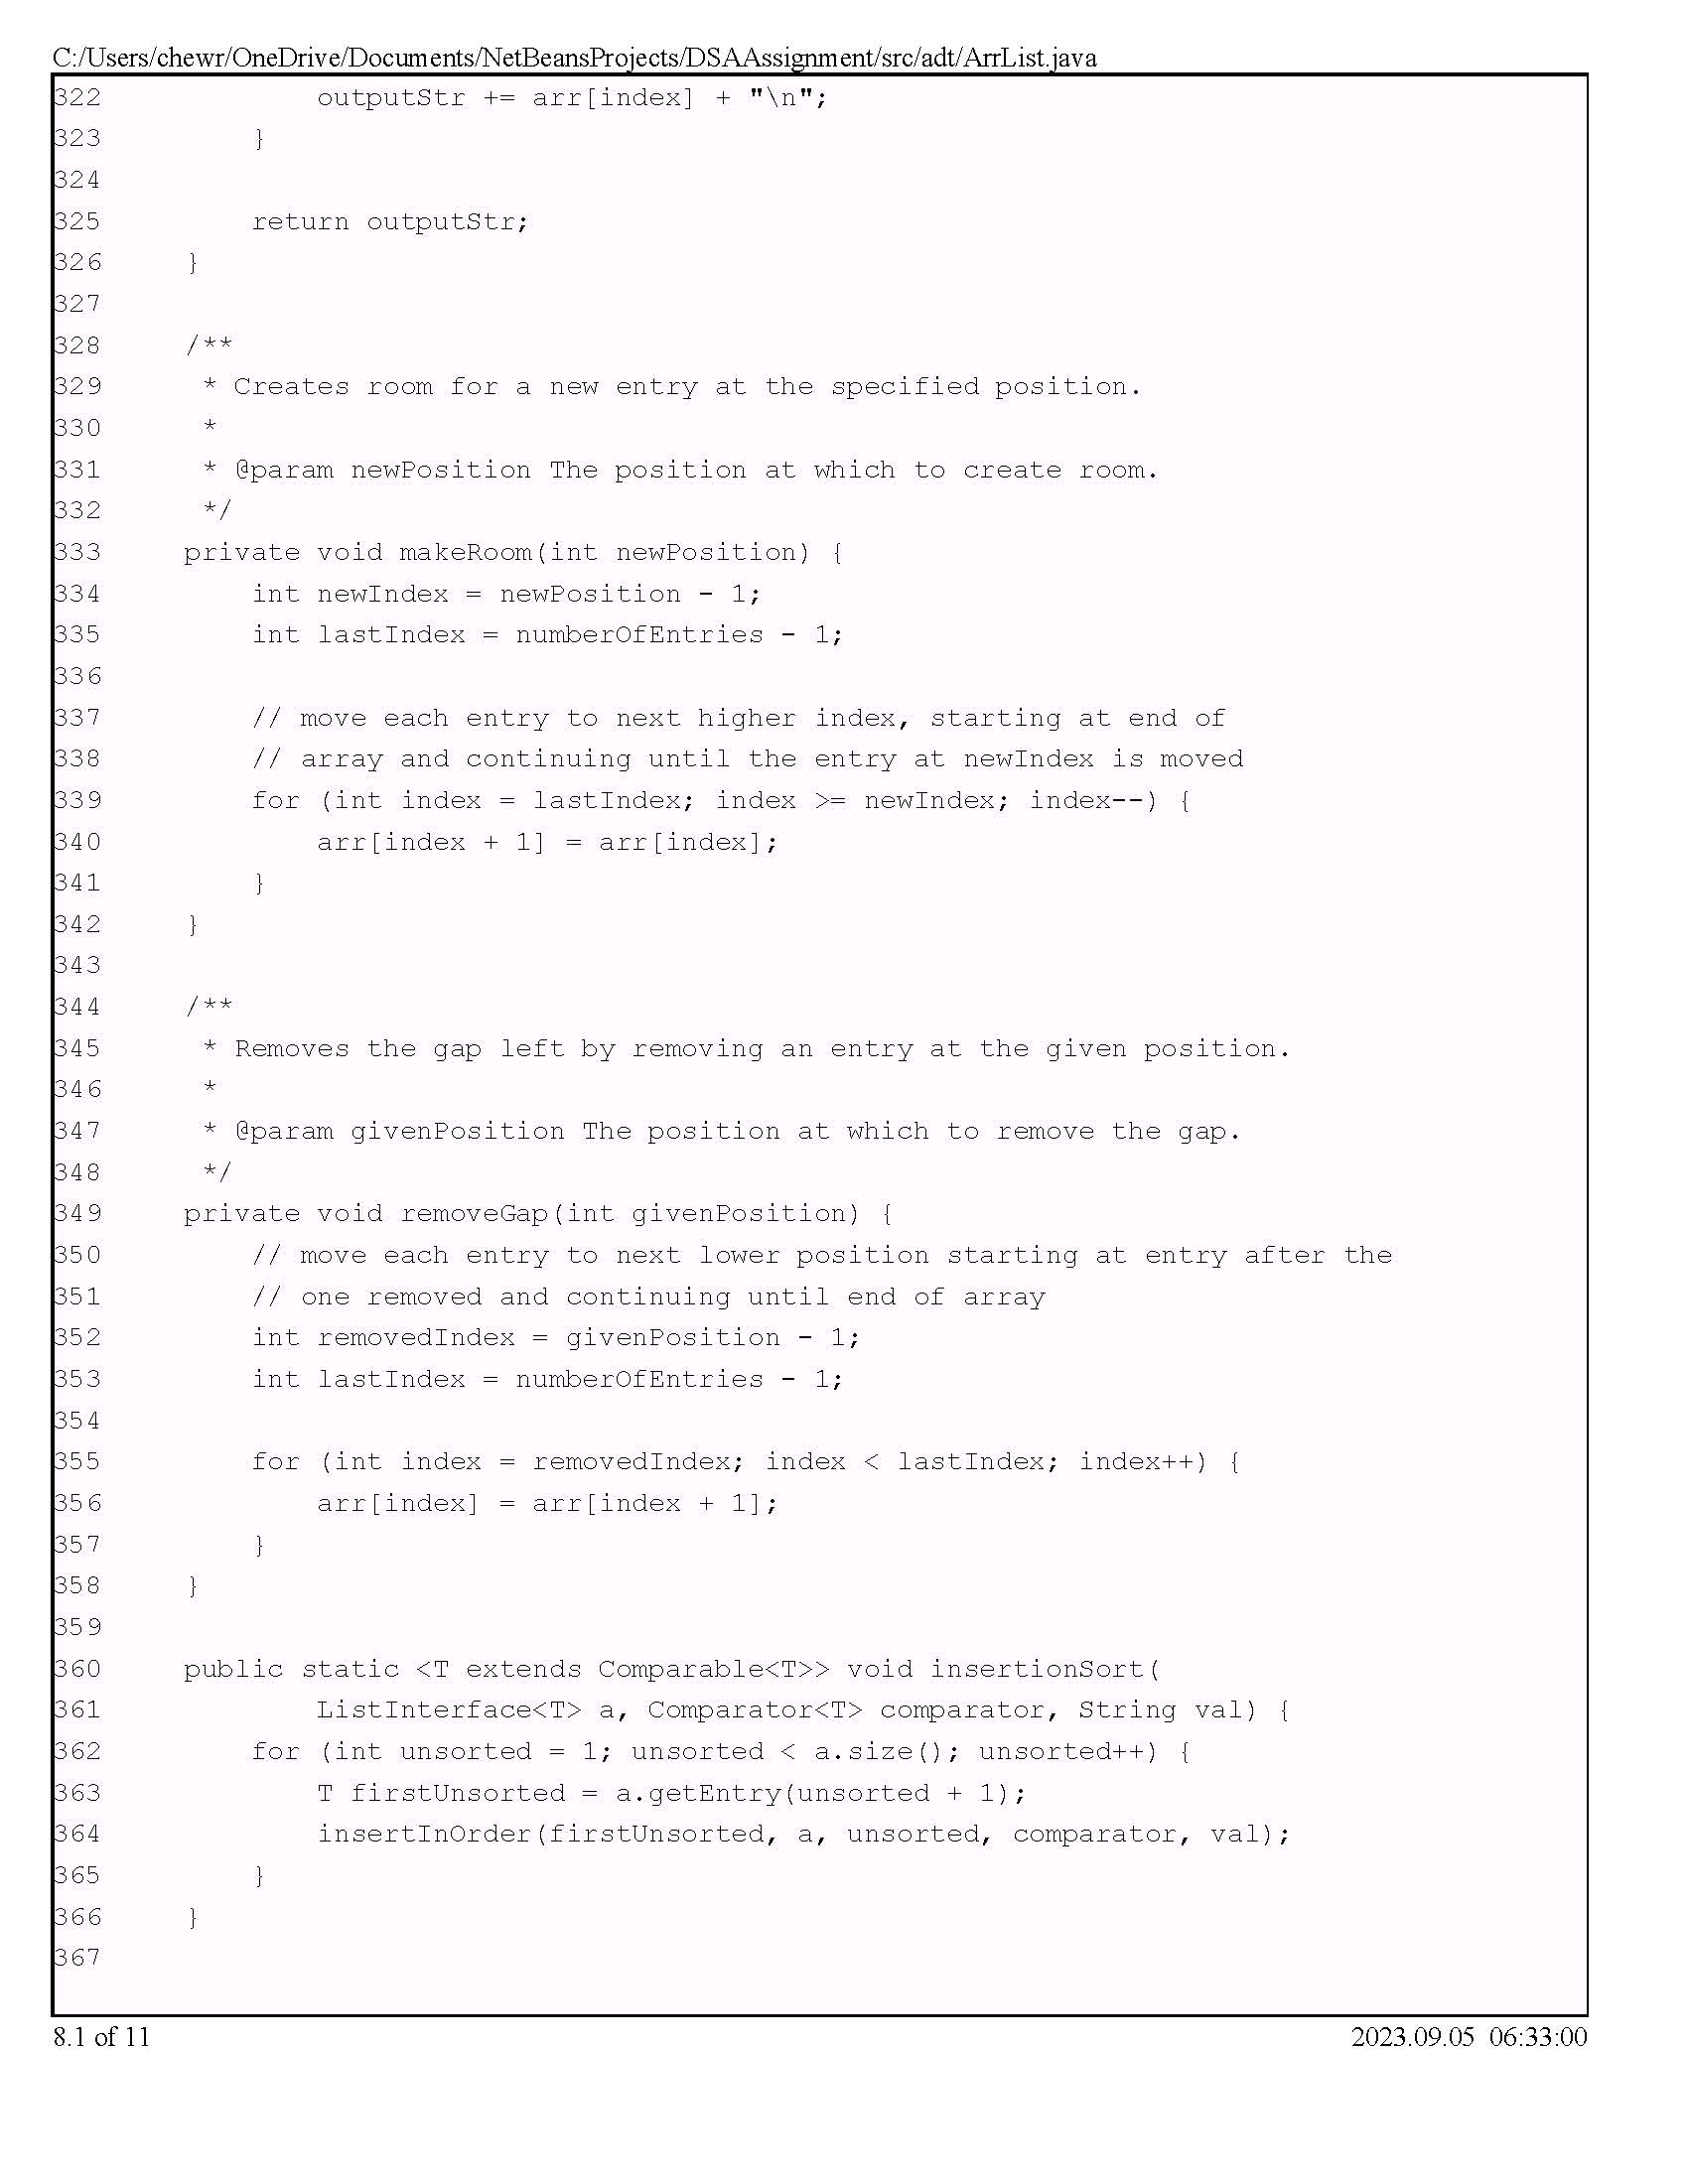 C:/Users/chewr/OneDrive/Documents/NetBeansProjects/DSAAssignment/src/adt/ArrList.java
322             outputStr += arr[index] + "\n";
323         }
324
325         return outputStr;
326     }
327
328     /**
329      * Creates room for a new entry at the specified position.
330      *
331      * @param newPosition The position at which to create room.
332      */
333     private void makeRoom(int newPosition) {
334         int newIndex = newPosition - 1;
335         int lastIndex = numberOfEntries - 1;
336
337         // move each entry to next higher index, starting at end of
338         // array and continuing until the entry at newIndex is moved
339         for (int index = lastIndex; index >= newIndex; index--) {
340             arr[index + 1] = arr[index];
341         }
342     }
343
344     /**
345      * Removes the gap left by removing an entry at the given position.
346      *
347      * @param givenPosition The position at which to remove the gap.
348      */
349     private void removeGap(int givenPosition) {
350         // move each entry to next lower position starting at entry after the
351         // one removed and continuing until end of array
352         int removedIndex = givenPosition - 1;
353         int lastIndex = numberOfEntries - 1;
354
355         for (int index = removedIndex; index < lastIndex; index++) {
356             arr[index] = arr[index + 1];
357         }
358     }
359
360     public static <T extends Comparable<T>> void insertionSort(
361             ListInterface<T> a, Comparator<T> comparator, String val) {
362         for (int unsorted = 1; unsorted < a.size(); unsorted++) {
363             T firstUnsorted = a.getEntry(unsorted + 1);
364             insertInOrder(firstUnsorted, a, unsorted, comparator, val);
365         }
366     }
367
8.1 of 11 2023.09.05 06:33:00